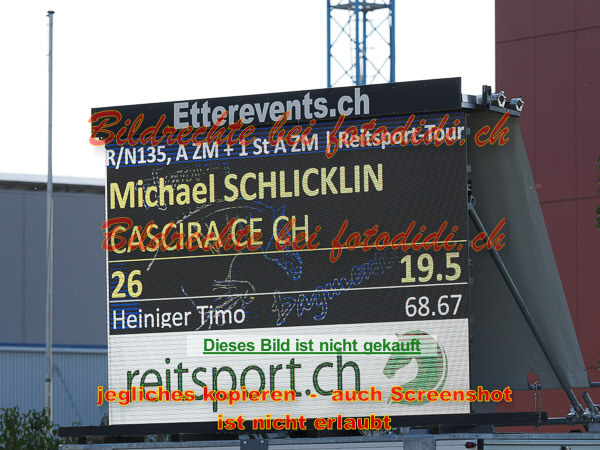 Etterevents.ch
Bildrechte bei fotodidi.ch
R/N135, A ZM + 1 St A ZM | Reitsport-Tour
Michael SCHLICKLIN
CASCIRA CE CH
Bildrechte bei fotodidi.ch
26 19.5
Heiniger Timo 68.67
Dieses Bild ist nicht gekauft
reitsport.ch
jegliches kopieren - auch Screenshot
ist nicht erlaubt